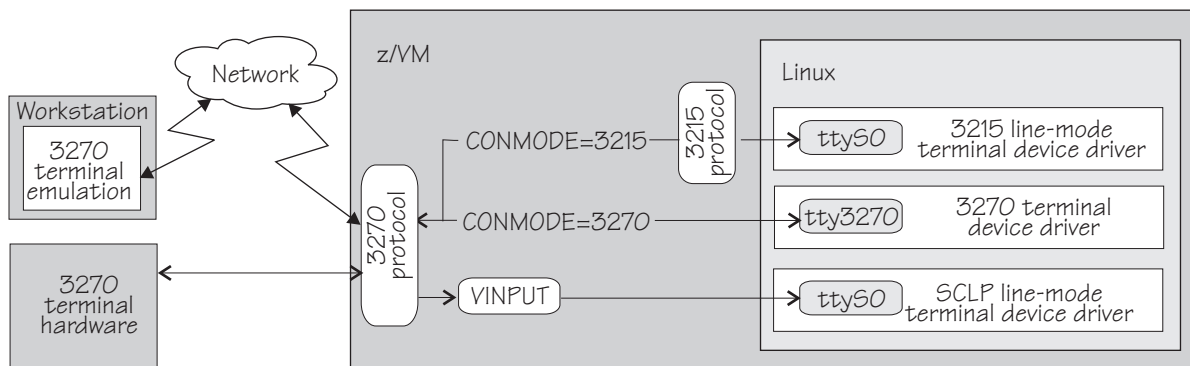 Network
Workstation
3270
terminal
emulation
3270
terminal
hardware
z/VM
3270
protocol
CONMODE=3215
3215
protocol
CONMODE=3270
VINPUT
Linux
ttyS0
3215 line-mode
terminal device driver
tty3270
3270 terminal
device driver
ttyS0
SCLP line-mode
terminal device driver